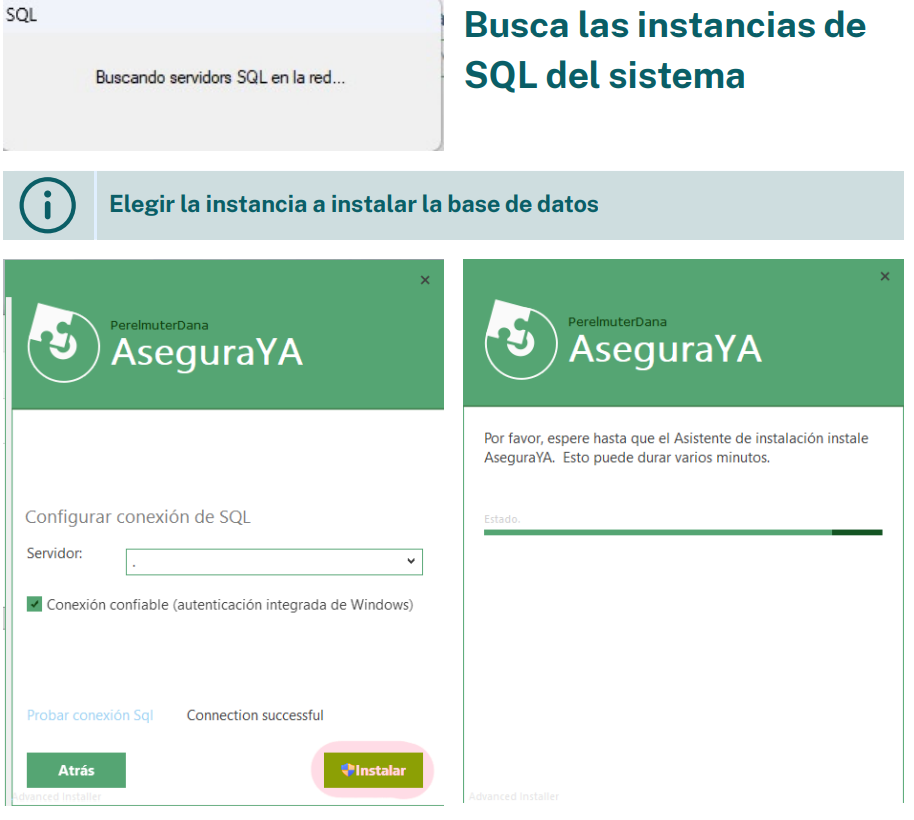 SQL
Buscando servidors SQL en la red...
Busca las instancias de
SQL del sistema
Elegir la instancia a instalar la base de datos
PerelmuterDana
AseguraYA
Configurar conexión de SQL
Servidor:
.
Conexión confiable (autenticación integrada de Windows)
Probar conexión Sql
Connection successful
Atrás
Instalar
Advanced Installer
PerelmuterDana
AseguraYA
Por favor, espere hasta que el Asistente de instalación instale
AseguraYA. Esto puede durar varios minutos.
Estado.
Advanced Installer